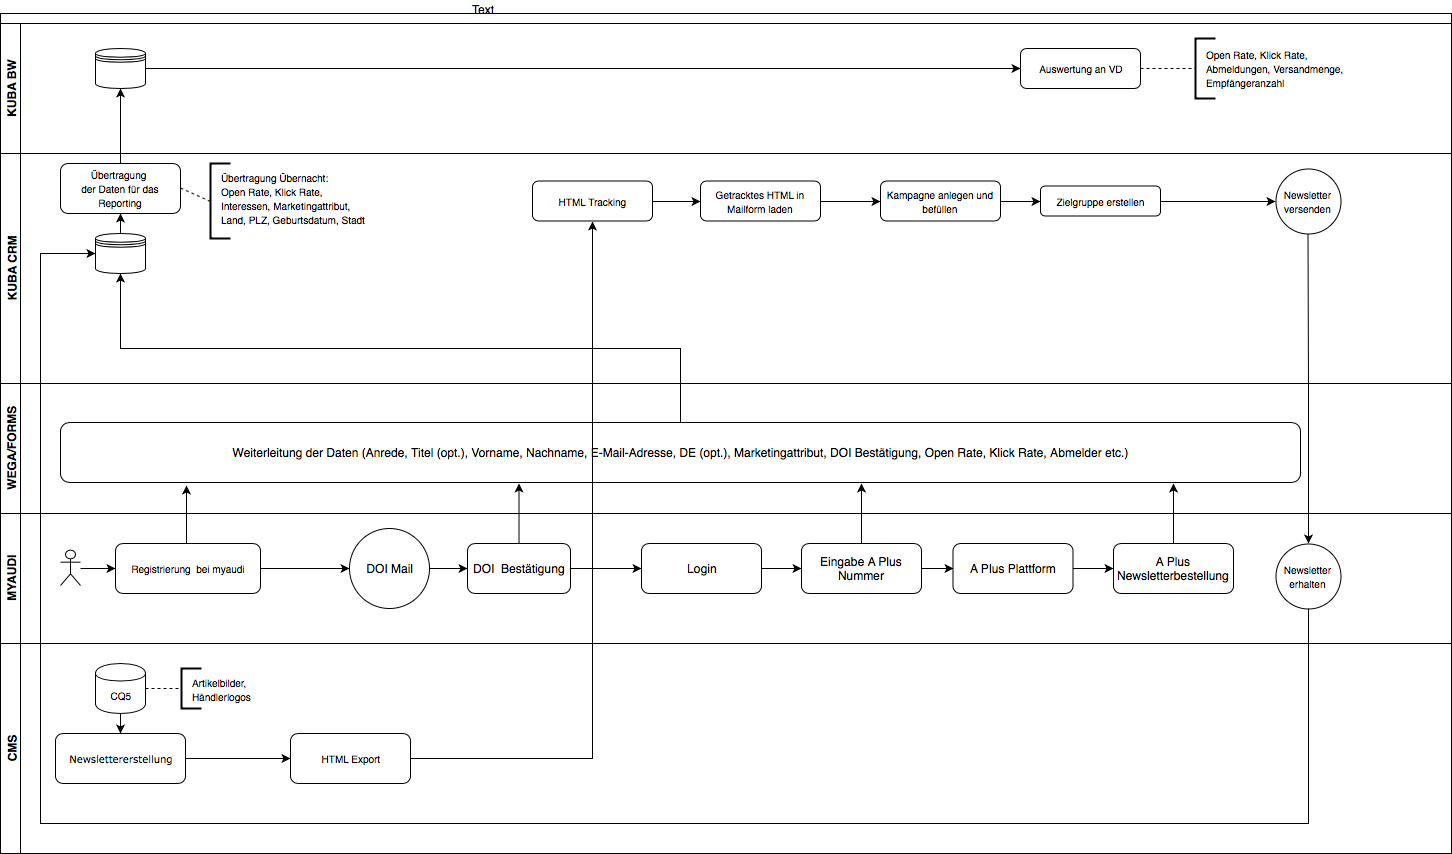 Text
KUBA BW
Auswertung an VD
Open Rate, Klick Rate,
Abmeldungen, Versandmenge,
Empfängeranzahl
KUBA CRM
Übertragung
der Daten für das
Reporting
Übertragung Übernacht:
Open Rate, Klick Rate,
Interessen, Marketingattribut,
Land, PLZ, Geburtsdatum, Stadt
HTML Tracking
Getracktes HTML in
Mailform laden
Kampagne anlegen und
befüllen
Zielgruppe erstellen
Newsletter
versenden
WEGA/FORMS
Weiterleitung der Daten (Anrede, Titel (opt.), Vorname, Nachname, E-Mail-Adresse, DE (opt.), Marketingattribut, DOI Bestätigung, Open Rate, Klick Rate, Abmelder etc.)
MYAUDI
Registrierung bei myaudi
DOI Mail
DOI Bestätigung
Login
Eingabe A Plus
Nummer
A Plus Plattform
A Plus
Newsletterbestellung
Newsletter
erhalten
CMS
CQ5
Artikelbilder,
Händlerlogos
Newslettererstellung
HTML Export